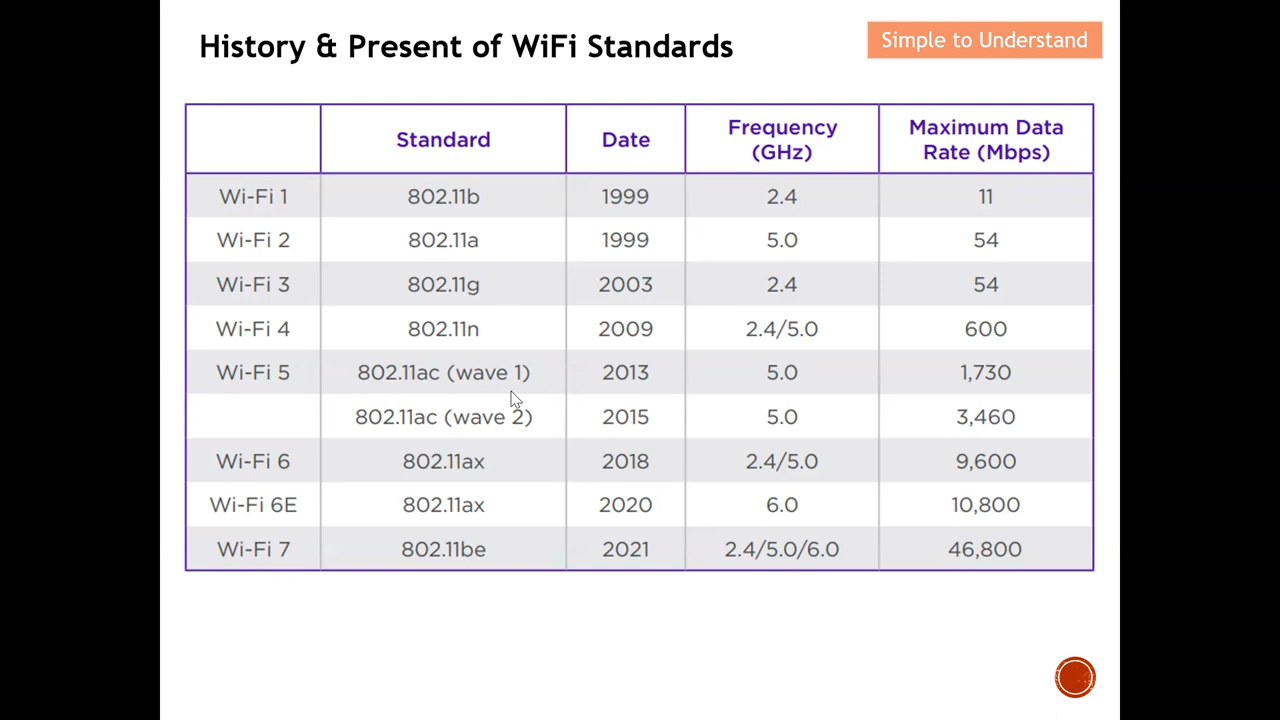 History & Present of WiFi Standards
Simple to Understand
Standard Date Frequency (GHz) Maximum Data Rate (Mbps)
Wi-Fi 1 802.11b 1999 2.4 11
Wi-Fi 2 802.11a 1999 5.0 54
Wi-Fi 3 802.11g 2003 2.4 54
Wi-Fi 4 802.11n 2009 2.4/5.0 600
Wi-Fi 5 802.11ac (wave 1) 2013 5.0 1,730
802.11ac (wave 2) 2015 5.0 3,460
Wi-Fi 6 802.11ax 2018 2.4/5.0 9,600
Wi-Fi 6E 802.11ax 2020 6.0 10,800
Wi-Fi 7 802.11be 2021 2.4/5.0/6.0 46,800